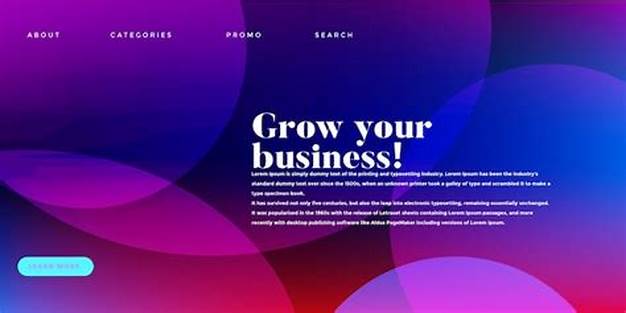 ABOUT CATEGORIES PROMO SEARCH
Grow your
business!
Lorem Ipsum is simply dummy text of the printing and typesetting industry. Lorem Ipsum has been the industry's
standard dummy text ever since the 1500s, when an unknown printer took a galley of type and scrambled it to make a
type specimen book.
It has survived not only five centuries, but also the leap into electronic typesetting, remaining essentially unchanged.
It was popularised in the 1960s with the release of Letraset sheets containing Lorem Ipsum passages, and more
recently with desktop publishing software like Aldus PageMaker including versions of Lorem Ipsum.
LEARN MORE